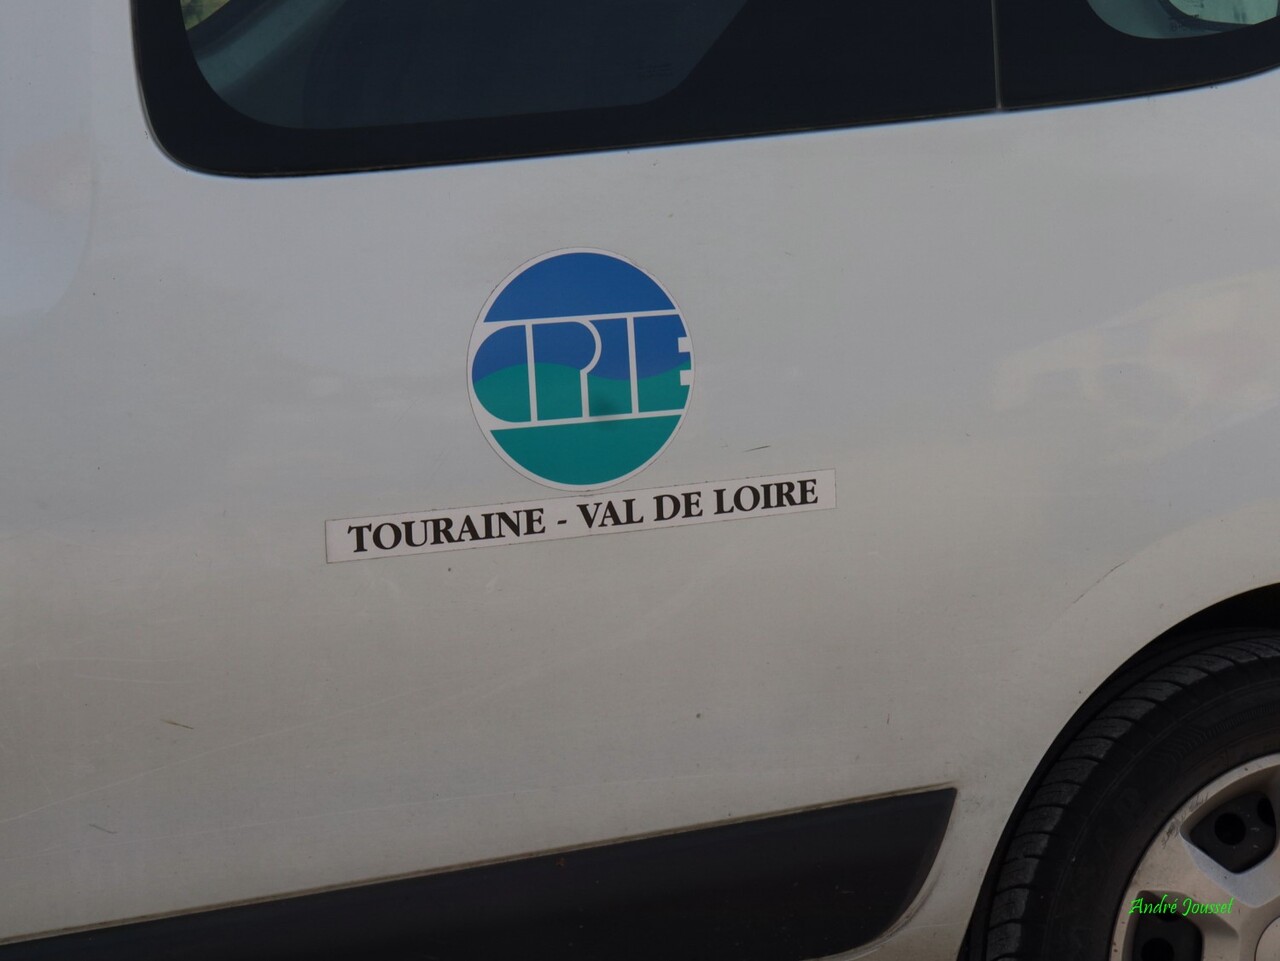 CPIE
TOURAINE - VAL DE LOIRE
André Jousset